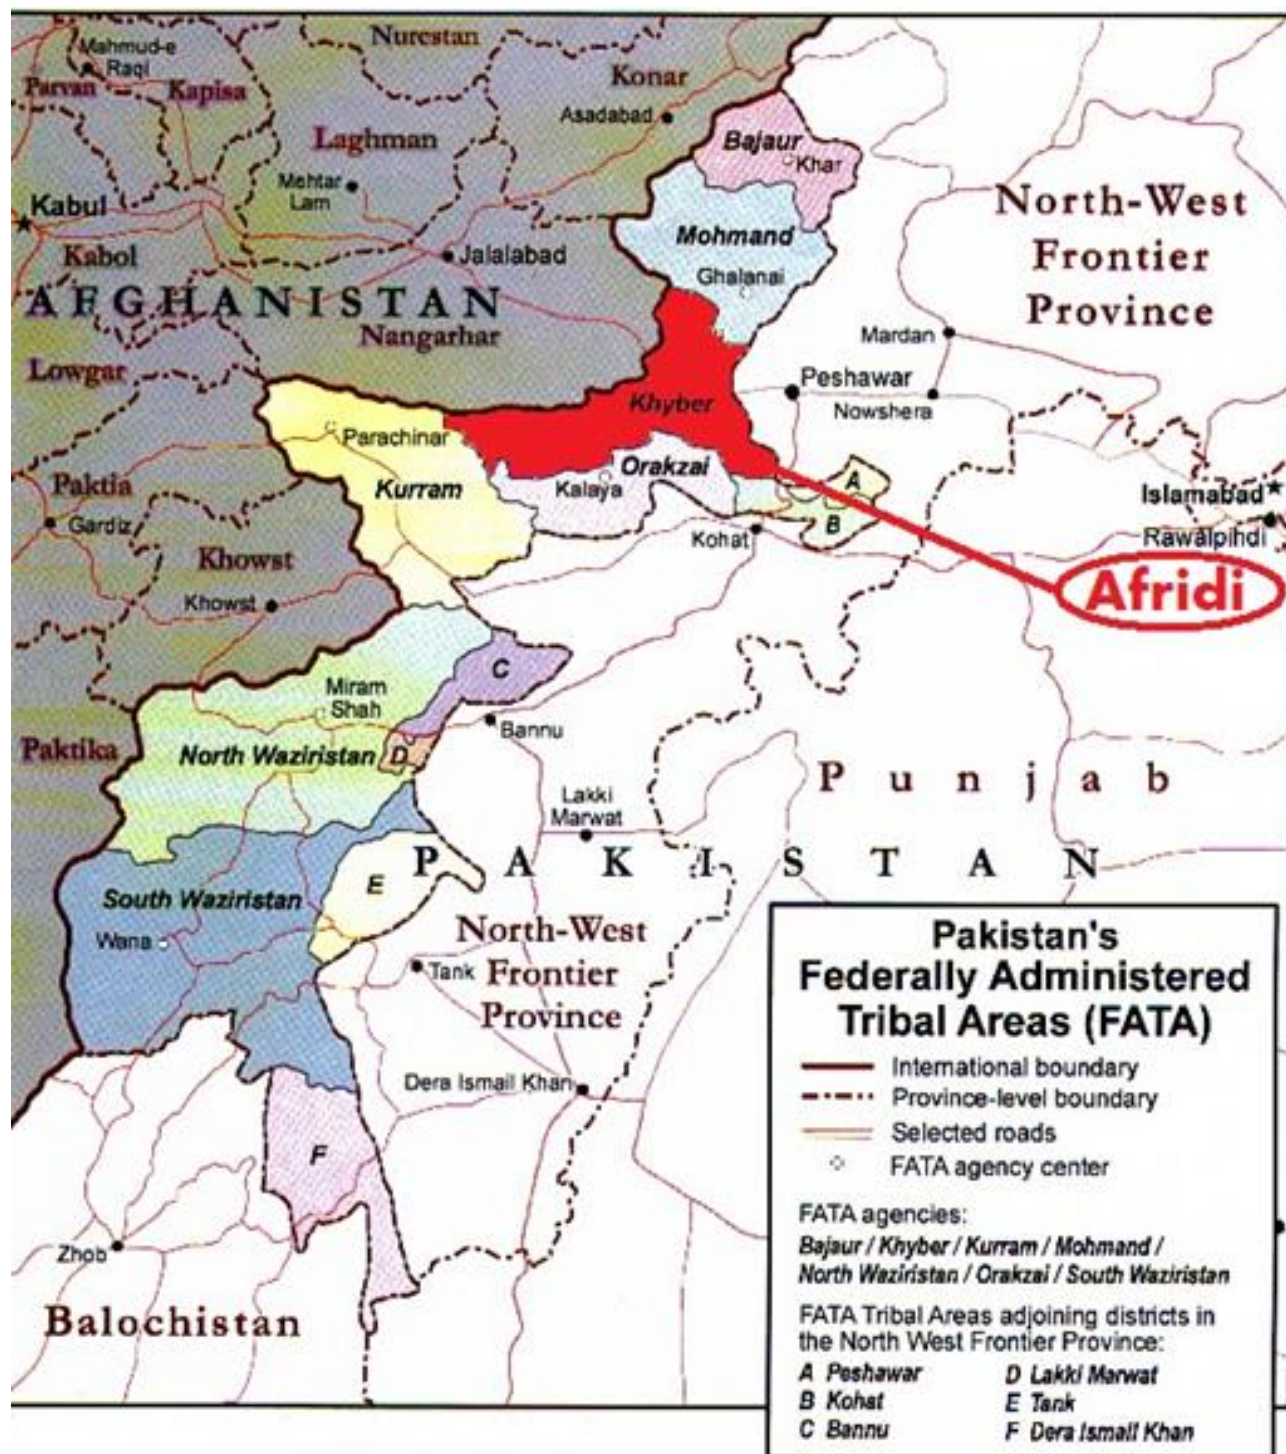 Nurestan
Mahmud-e
Raqi
Parvan
Kapisa
Konar
Asadabad
Laghman
Bajaur
Khar
Mehtar
Lam
Kabul
Kabol
Jalalabad
Mohmand
Ghalanai
North-West
Frontier
Province
AFGHANISTAN
Nangarhar
Mardan
Lowgar
Peshawar
Nowshera
Khyber
Parachinar
Orakzai
Kalaya
Kurram
Paktia
Gardiz
A
B
Islamabad
Rawalpindi
Kohat
Khowst
Khowst
Afridi
C
Miram
Shah
Bannu
Paktika
North Waziristan
D
Punjab
Lakki
Marwat
PAKISTAN
E
South Waziristan
Wana
North-West
Frontier
Province
Tank
Dera Ismail Khan
F
Zhob
Balochistan
Pakistan's
Federally Administered
Tribal Areas (FATA)
International boundary
Province-level boundary
Selected roads
FATA agency center
FATA agencies:
Bajaur / Khyber / Kurram / Mohmand /
North Waziristan / Orakzai / South Waziristan
FATA Tribal Areas adjoining districts in
the North West Frontier Province:
A Peshawar
B Kohat
C Bannu
D Lakki Marwat
E Tank
F Dera Ismail Khan